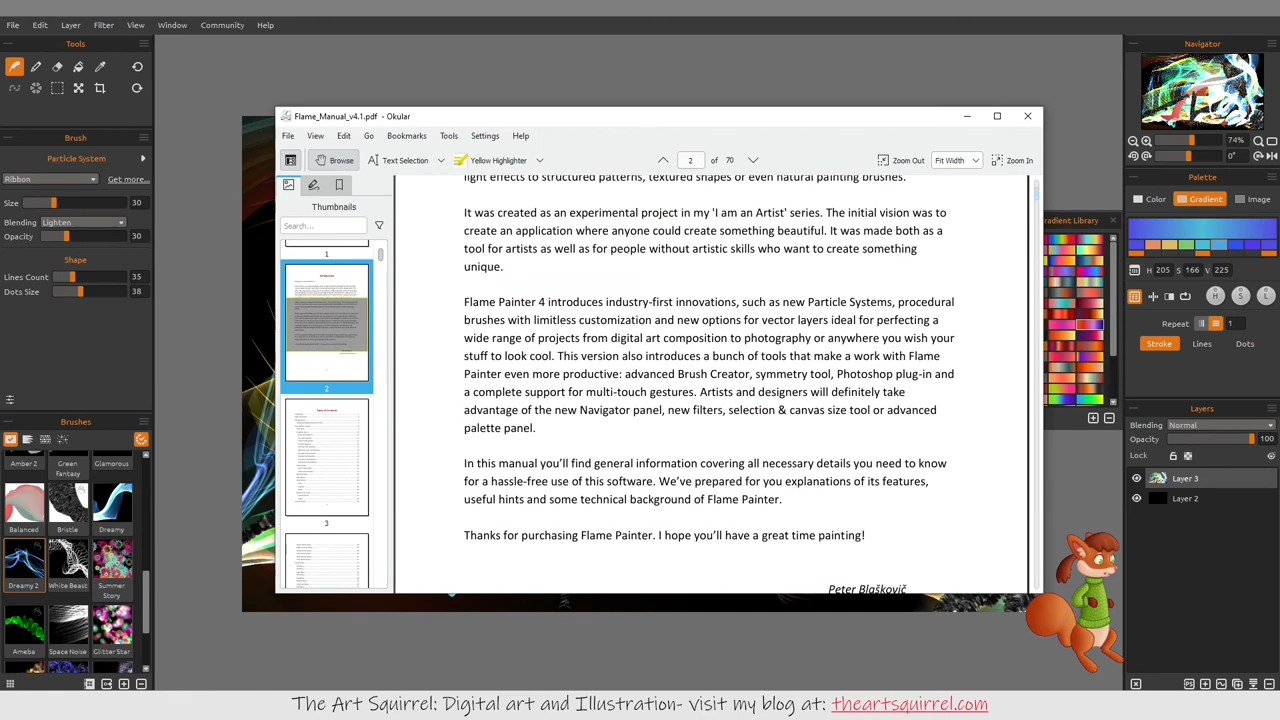 File Edit Layer Filter View Window Community Help
Tools
Brush
Particle System
Ribbon
Get more...
Size 30
Blending Lighten
Opacity 30
Shape
Lines Count 35
Dots Size 38
Brushes
Green
Fantasy
Glamorous
Balanced Bristle Dreamy
Dreamy 2 White Beast Summer
Story
Ameba Space Noise Glitter Star
Flame_Manual_v4.1.pdf - Okular
File View Edit Go Bookmarks Tools Settings Help
Browse Text Selection Yellow Highlighter 2 of 70 Zoom Out Fit Width Zoom In
Thumbnails
Search...
1
2
3
light effects to structured patterns, textured shapes or even natural painting brushes.
It was created as an experimental project in my 'I am an Artist' series. The initial vision was to
create an application where anyone could create something beautiful. It was made both as a
tool for artists as well as for people without artistic skills who want to create something
unique.
Flame Painter 4 introduces industry-first innovations, such as new Particle Systems, procedural
brushes with limitless customization and new options for vector layers ideal for perfecting a
wide range of projects from digital art composition to photography or anywhere you wish your
stuff to look cool. This version also introduces a bunch of tools that make a work with Flame
Painter even more productive: advanced Brush Creator, symmetry tool, Photoshop plug-in and
a complete support for multi-touch gestures. Artists and designers will definitely take
advantage of the new Navigator panel, new filters, selection & canvas size tool or advanced
palette panel.
In this manual you'll find general information covering all necessary details you need to know
for a hassle-free use of this software. We've prepared for you explanations of its features,
useful hints and some technical background of Flame Painter.
Thanks for purchasing Flame Painter. I hope you'll have a great time painting!
Peter Blaškovič
Navigator
74%
0°
Palette
Color Gradient Image
H 205 S 166 V 225
H S L
Repeat 1
Stroke Lines Dots
Gradient Library
Layers
Blending Normal
Opacity 100
Lock
Layer 3
Layer 2
The Art Squirrel: Digital art and Illustration- visit my blog at: theartsquirrel.com